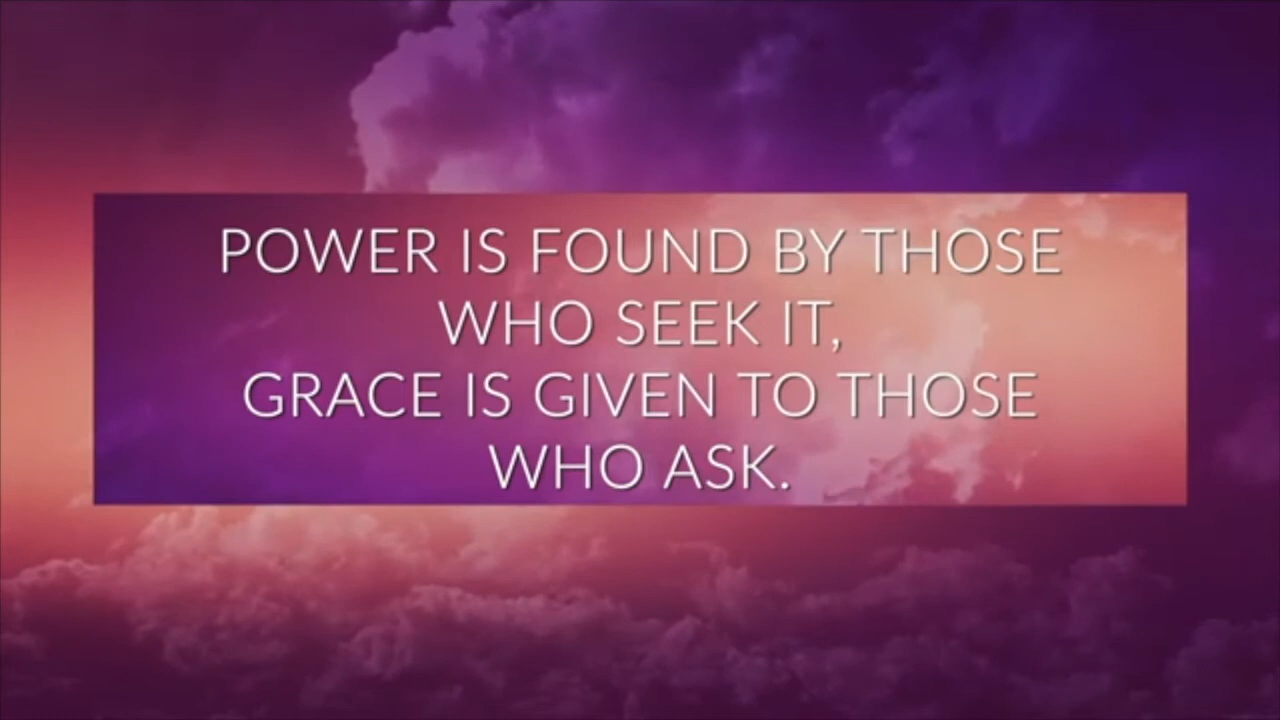 POWER IS FOUND BY THOSE
WHO SEEK IT,
GRACE IS GIVEN TO THOSE
WHO ASK.